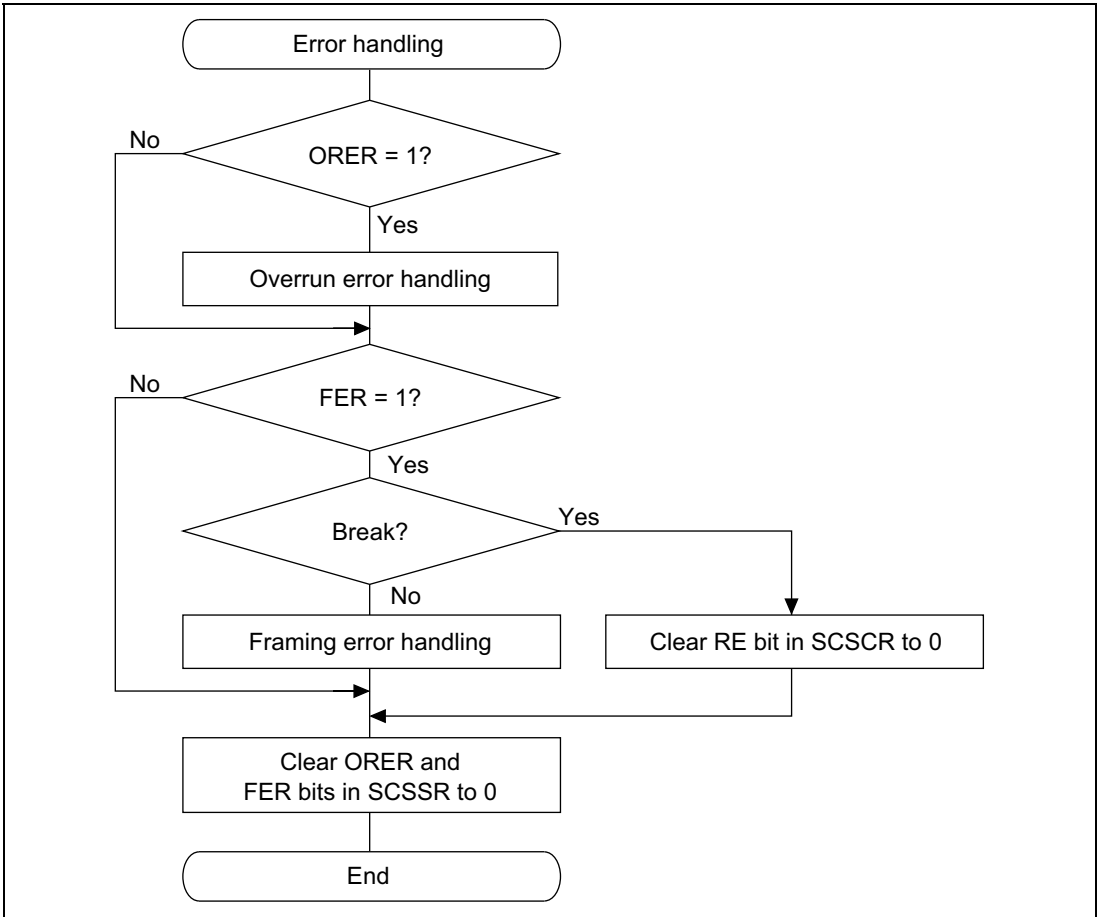 Error handling
No
ORER = 1?
Yes
Overrun error handling
No
FER = 1?
Yes
Break?
Yes
No
Framing error handling
Clear RE bit in SCSCR to 0
Clear ORER and
FER bits in SCSSR to 0
End